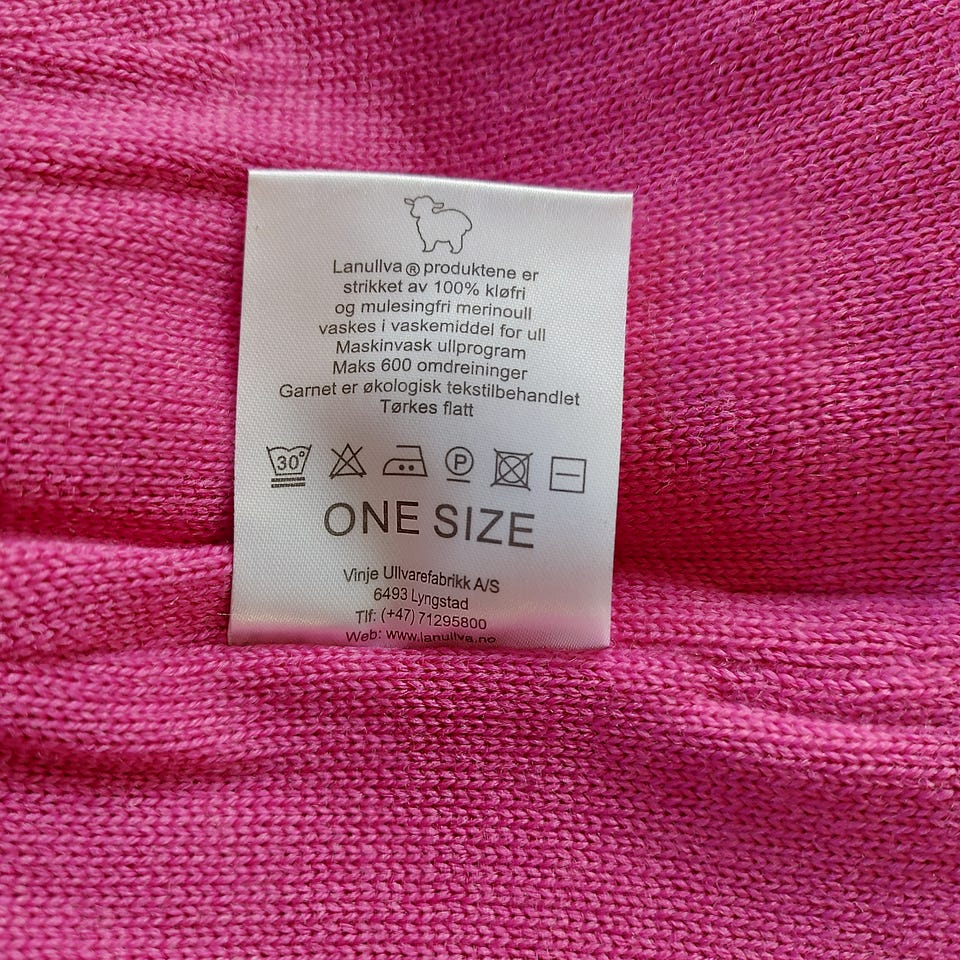 Lanullva ® produktene er
strikket av 100% kløfri
og mulesingfri merinoull
vaskes i vaskemiddel for ull
Maskinvask ullprogram
Maks 600 omdreininger
Garnet er økologisk tekstilbehandlet
Tørkes flatt
30° P
ONE SIZE
Vinje Ullvarefabrikk A/S
6493 Lyngstad
Tlf: (+47) 71295800
Web: www.lanullva.no